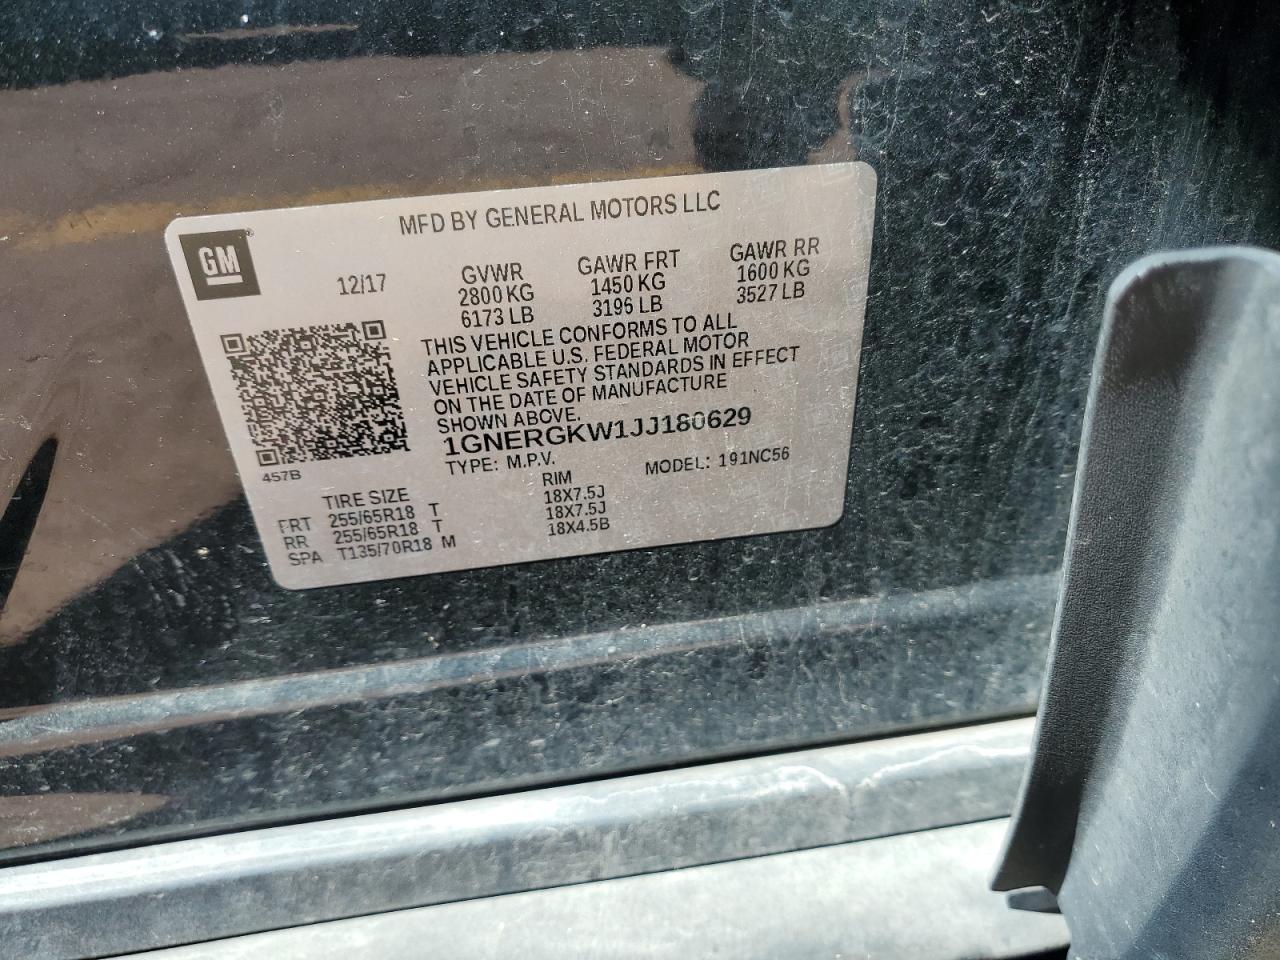 MFD BY GENERAL MOTORS LLC
GM
12/17
GVWR GAWR FRT GAWR RR
2800 KG 1450 KG 1600 KG
6173 LB 3196 LB 3527 LB
THIS VEHICLE CONFORMS TO ALL
APPLICABLE U.S. FEDERAL MOTOR
VEHICLE SAFETY STANDARDS IN EFFECT
ON THE DATE OF MANUFACTURE
SHOWN ABOVE.
1GNERGKW1JJ180629
TYPE: M.P.V. MODEL: 191NC56
457B
TIRE SIZE RIM
FRT 255/65R18 T 18X7.5J
RR 255/65R18 T 18X7.5J
SPA T135/70R18 M 18X4.5B